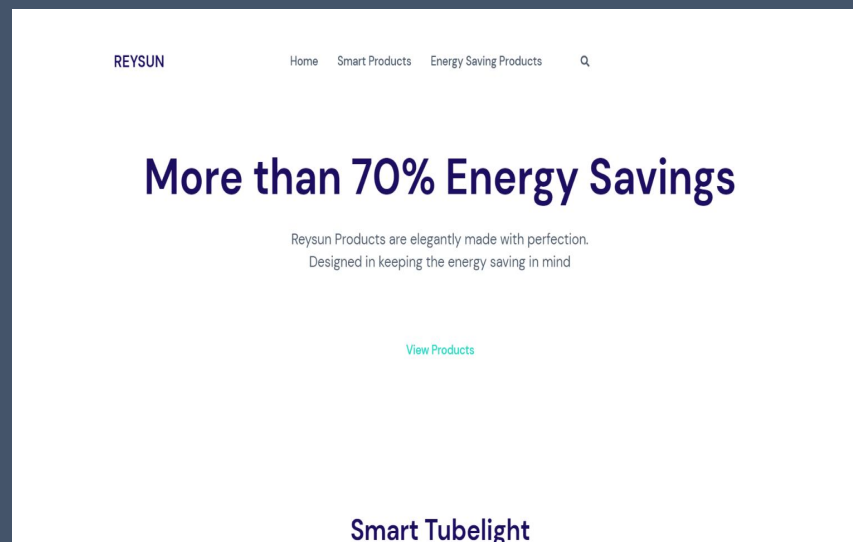 REYSUN
Home Smart Products Energy Saving Products
More than 70% Energy Savings
Reysun Products are elegantly made with perfection.
Designed in keeping the energy saving in mind
View Products
Smart Tubelight